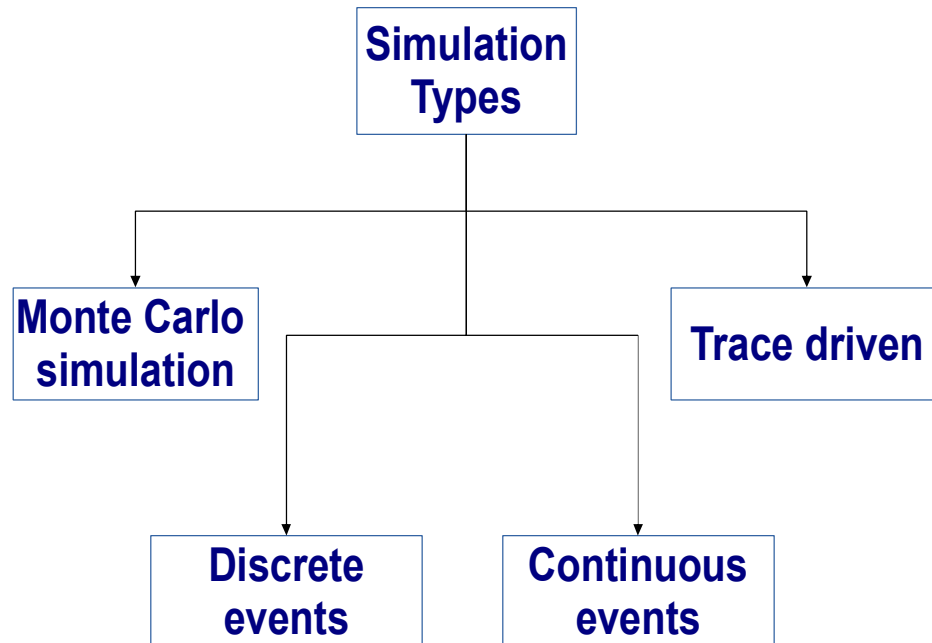 Simulation
Types
Monte Carlo
simulation
Trace driven
Discrete
events
Continuous
events